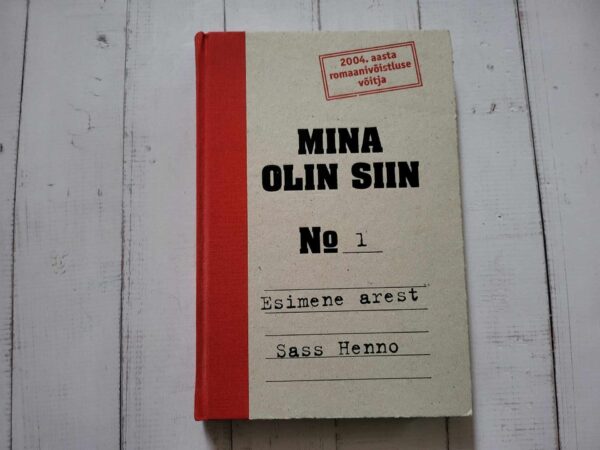 2004. aasta
romaanivõistluse
võitja
MINA
OLIN SIIN
No 1
Esimene arest
Sass Henno